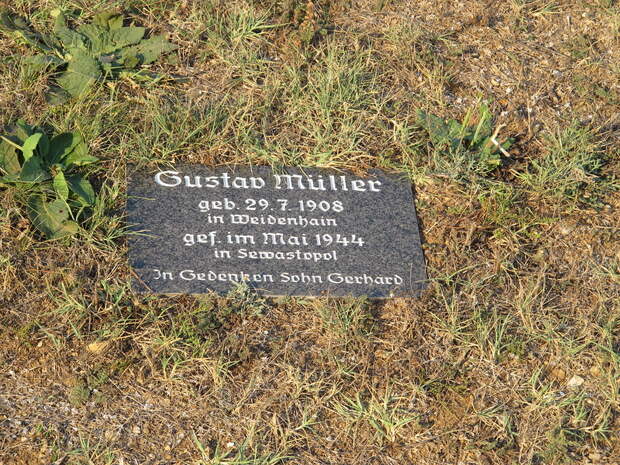 Gustav Müller
geb. 29.7.1908
in Weidenhain
gef. im Mai 1944
in Sewastopol
In Gedenken Sohn Gerhard